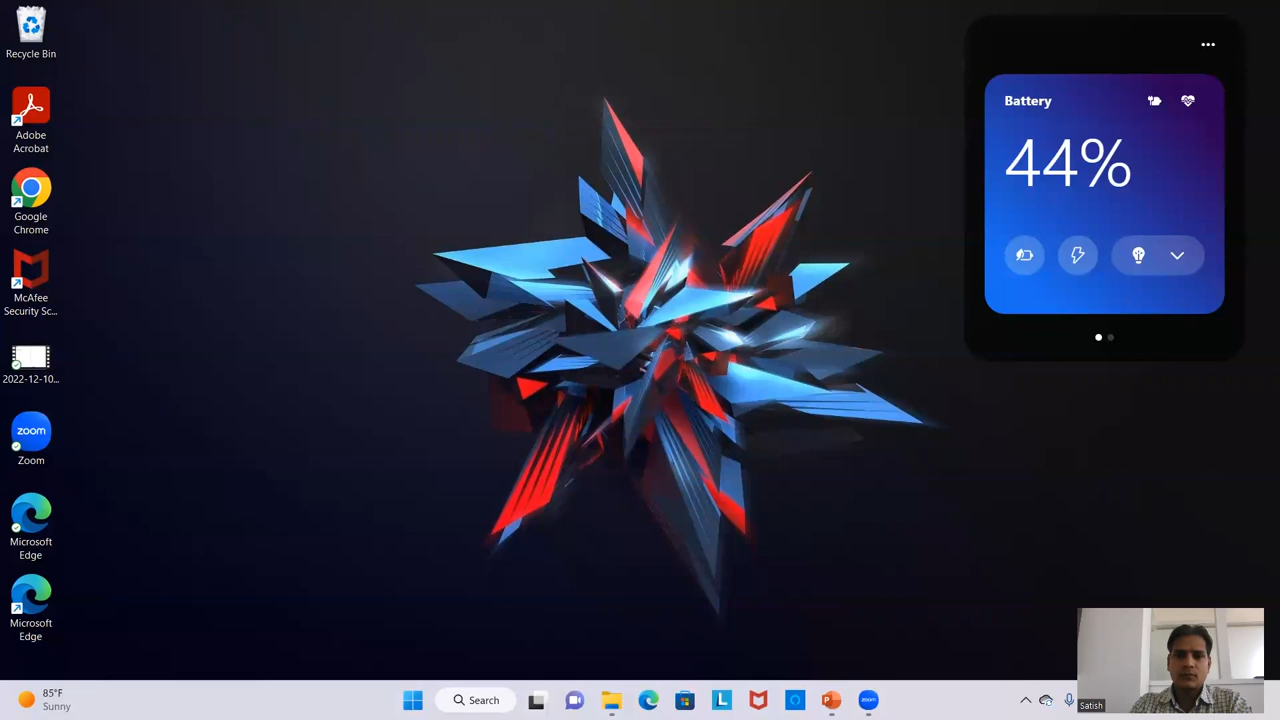 Recycle Bin
Adobe
Acrobat
Google
Chrome
McAfee
Security Sc...
2022-12-10...
zoom
Zoom
Microsoft
Edge
Microsoft
Edge
Battery
44%
85°F
Sunny
Search
L
Satish